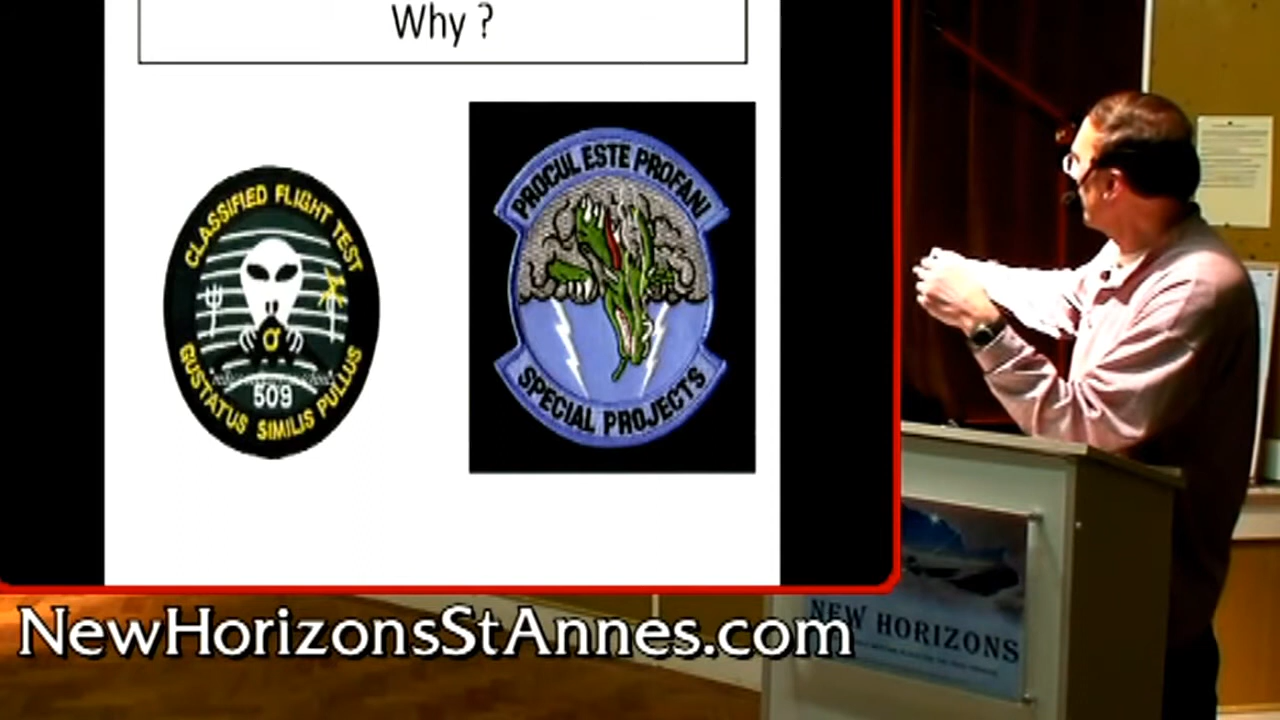 Why ?
CLASSIFIED FLIGHT TEST
509
GUSTATUS SIMILIS PULLUS
PROCUL ESTE PROFANI
SPECIAL PROJECTS
NewHorizonsStAnnes.com
NEW HORIZONS